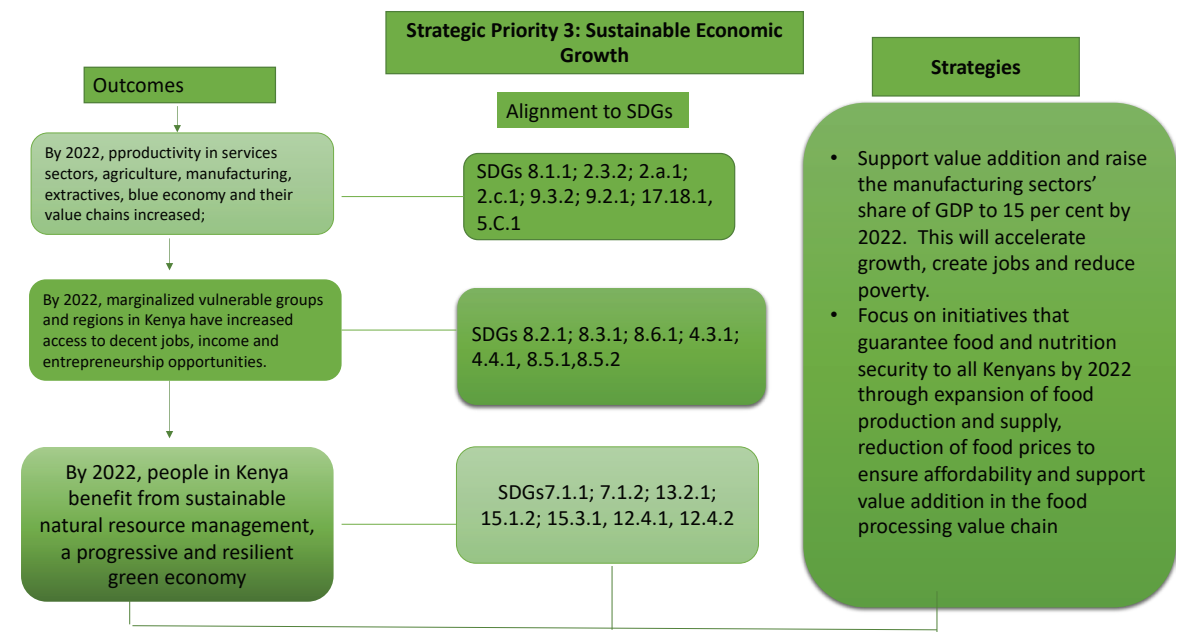 Strategic Priority 3: Sustainable Economic
Growth
Outcomes
By 2022, pproductivity in services
sectors, agriculture, manufacturing,
extractives, blue economy and their
value chains increased;
By 2022, marginalized vulnerable groups
and regions in Kenya have increased
access to decent jobs, income and
entrepreneurship opportunities.
By 2022, people in Kenya
benefit from sustainable
natural resource management,
a progressive and resilient
green economy
Alignment to SDGs
SDGs 8.1.1; 2.3.2; 2.a.1;
2.c.1; 9.3.2; 9.2.1; 17.18.1,
5.C.1
SDGs 8.2.1; 8.3.1; 8.6.1; 4.3.1;
4.4.1, 8.5.1,8.5.2
SDGs7.1.1; 7.1.2; 13.2.1;
15.1.2; 15.3.1, 12.4.1, 12.4.2
Strategies
• Support value addition and raise
the manufacturing sectors’
share of GDP to 15 per cent by
2022. This will accelerate
growth, create jobs and reduce
poverty.
• Focus on initiatives that
guarantee food and nutrition
security to all Kenyans by 2022
through expansion of food
production and supply,
reduction of food prices to
ensure affordability and support
value addition in the food
processing value chain